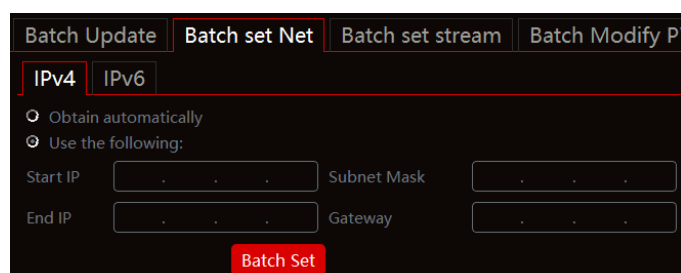 Batch Update Batch set Net Batch set stream Batch Modify
IPv4 IPv6
Obtain automatically
Use the following:
Start IP . . . Subnet Mask . . .
End IP . . . Gateway . . .
Batch Set